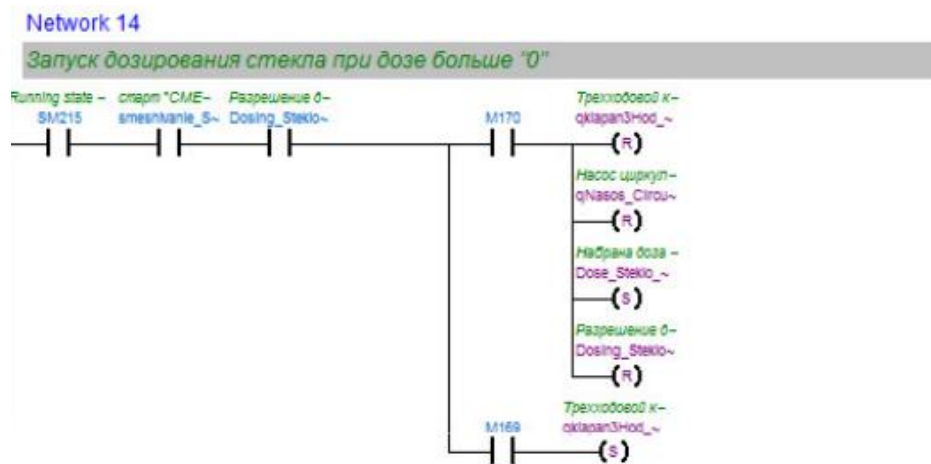 Network 14
Запуск дозирования стекла при дозе больше "0"
Running state – старт "СМЕ– Разрешение д– Трехходовой к–
SM215 smeshivanie_S~ Dosing_Steklo~ M170 qklapan3Hod_~
(R)
Насос циркул–
qNasos_Circu~
(R)
Набрана доза –
Dose_Steklo_~
(S)
Разрешение д–
Dosing_Steklo~
(R)
Трехходовой к–
M169 qklapan3Hod_~
(S)